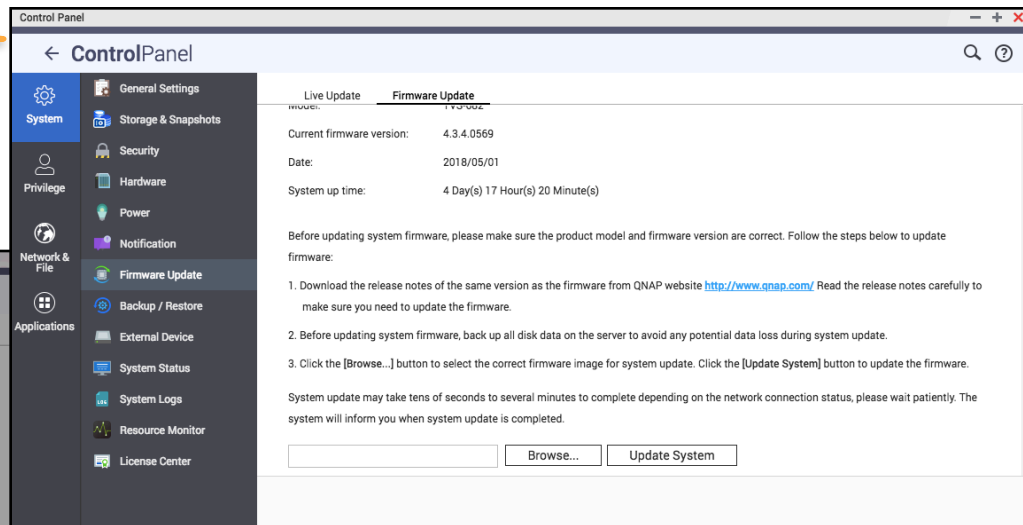 Control Panel
ControlPanel
System
Privilege
Network &
File
Applications
General Settings
Storage & Snapshots
Security
Hardware
Power
Notification
Firmware Update
Backup / Restore
External Device
System Status
System Logs
Resource Monitor
License Center
Live Update Firmware Update
Model: TVS-682
Current firmware version: 4.3.4.0569
Date: 2018/05/01
System up time: 4 Day(s) 17 Hour(s) 20 Minute(s)
Before updating system firmware, please make sure the product model and firmware version are correct. Follow the steps below to update
firmware:
1. Download the release notes of the same version as the firmware from QNAP website http://www.qnap.com/ Read the release notes carefully to
make sure you need to update the firmware.
2. Before updating system firmware, back up all disk data on the server to avoid any potential data loss during system update.
3. Click the [Browse...] button to select the correct firmware image for system update. Click the [Update System] button to update the firmware.
System update may take tens of seconds to several minutes to complete depending on the network connection status, please wait patiently. The
system will inform you when system update is completed.
Browse... Update System